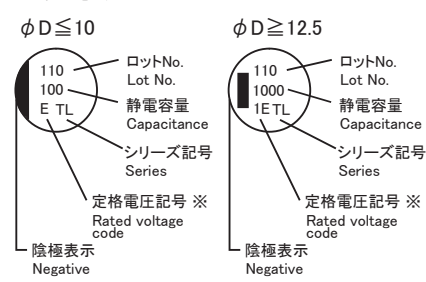 φD≦10
110
100
E TL
ロットNo.
Lot No.
静電容量
Capacitance
シリーズ記号
Series
定格電圧記号 ※
Rated voltage
code
陰極表示
Negative
φD≧12.5
110
1000
1E TL
ロットNo.
Lot No.
静電容量
Capacitance
シリーズ記号
Series
定格電圧記号 ※
Rated voltage
code
陰極表示
Negative